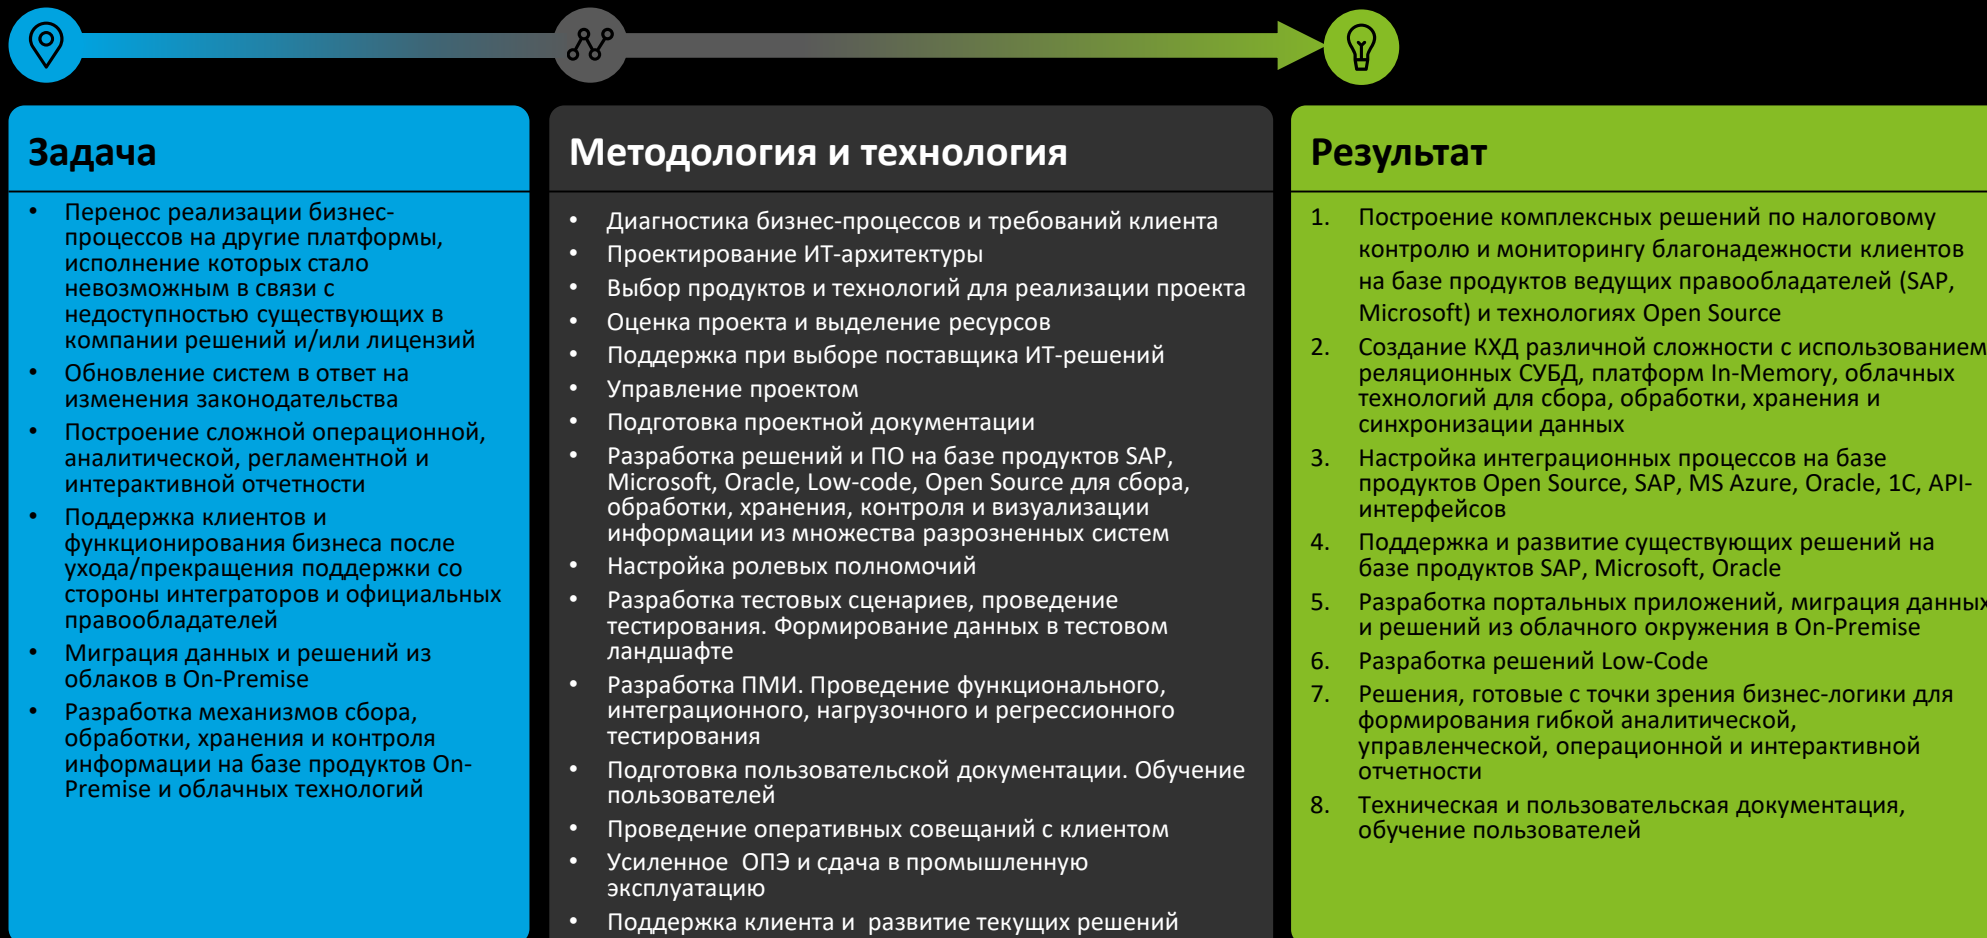 Задача
• Перенос реализации бизнес-
процессов на другие платформы,
исполнение которых стало
невозможным в связи с
недоступностью существующих в
компании решений и/или лицензий
• Обновление систем в ответ на
изменения законодательства
• Построение сложной операционной,
аналитической, регламентной и
интерактивной отчетности
• Поддержка клиентов и
функционирования бизнеса после
ухода/прекращения поддержки со
стороны интеграторов и официальных
правообладателей
• Миграция данных и решений из
облаков в On-Premise
• Разработка механизмов сбора,
обработки, хранения и контроля
информации на базе продуктов On-
Premise и облачных технологий
Методология и технология
• Диагностика бизнес-процессов и требований клиента
• Проектирование ИТ-архитектуры
• Выбор продуктов и технологий для реализации проекта
• Оценка проекта и выделение ресурсов
• Поддержка при выборе поставщика ИТ-решений
• Управление проектом
• Подготовка проектной документации
• Разработка решений и ПО на базе продуктов SAP,
Microsoft, Oracle, Low-code, Open Source для сбора,
обработки, хранения, контроля и визуализации
информации из множества разрозненных систем
• Настройка ролевых полномочий
• Разработка тестовых сценариев, проведение
тестирования. Формирование данных в тестовом
ландшафте
• Разработка ПМИ. Проведение функционального,
интеграционного, нагрузочного и регрессионного
тестирования
• Подготовка пользовательской документации. Обучение
пользователей
• Проведение оперативных совещаний с клиентом
• Усиленное ОПЭ и сдача в промышленную
эксплуатацию
• Поддержка клиента и развитие текущих решений
Результат
1. Построение комплексных решений по налоговому
контролю и мониторингу благонадежности клиентов
на базе продуктов ведущих правообладателей (SAP,
Microsoft) и технологиях Open Source
2. Создание КХД различной сложности с использованием
реляционных СУБД, платформ In-Memory, облачных
технологий для сбора, обработки, хранения и
синхронизации данных
3. Настройка интеграционных процессов на базе
продуктов Open Source, SAP, MS Azure, Oracle, 1C, API-
интерфейсов
4. Поддержка и развитие существующих решений на
базе продуктов SAP, Microsoft, Oracle
5. Разработка портальных приложений, миграция данных
и решений из облачного окружения в On-Premise
6. Разработка решений Low-Code
7. Решения, готовые с точки зрения бизнес-логики для
формирования гибкой аналитической,
управленческой, операционной и интерактивной
отчетности
8. Техническая и пользовательская документация,
обучение пользователей